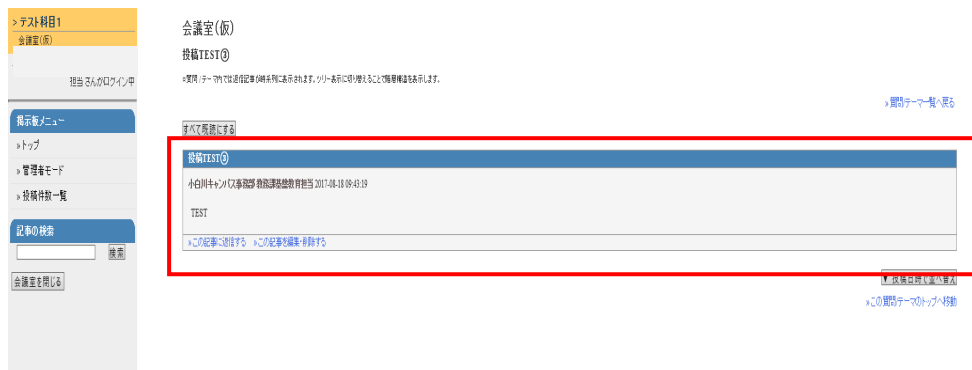 > テスト科目1
会議室(仮)
担当 さんがログイン中
掲示板メニュー
» トップ
» 管理者モード
» 投稿件数一覧
記事の検索
検索
会議室を閉じる
会議室(仮)
投稿TEST③
※質問/テーマ内では返信記事が時系列に表示されます。ツリー表示に切り替えることで階層構造を表示します。
» 質問/テーマ一覧へ戻る
すべて既読にする
投稿TEST③
小白川キャンパス事務部 教務課基盤教育担当 2017-08-18 09:43:19
TEST
» この記事に返信する » この記事を編集・削除する
▼ 投稿日時で並べ替え
» この質問/テーマのトップへ移動